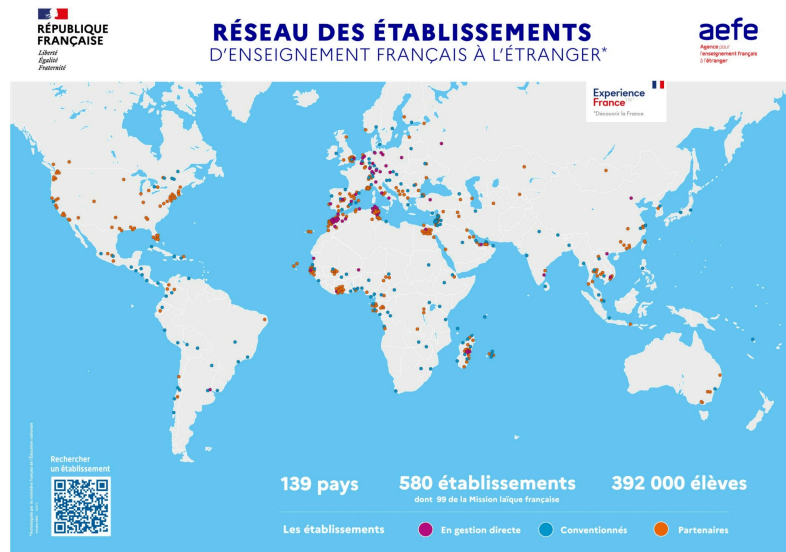 RÉPUBLIQUE
FRANÇAISE
Liberté
Égalité
Fraternité
RÉSEAU DES ÉTABLISSEMENTS
D'ENSEIGNEMENT FRANÇAIS À L'ÉTRANGER*
aefe
Agence pour
l'enseignement français
à l'étranger
Experience
France
"Découvrir la France
Rechercher
un établissement
139 pays
580 établissements
dont 99 de la Mission laïque française
392 000 élèves
Les établissements
En gestion directe
Conventionnés
Partenaires